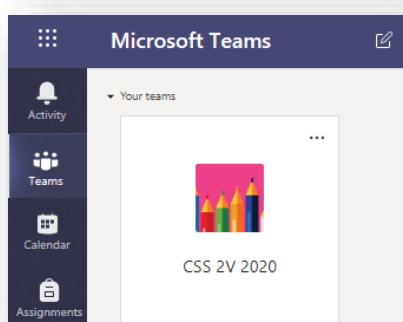 Microsoft Teams
Activity
Your teams
Teams
Calendar
CSS 2V 2020
Assignments